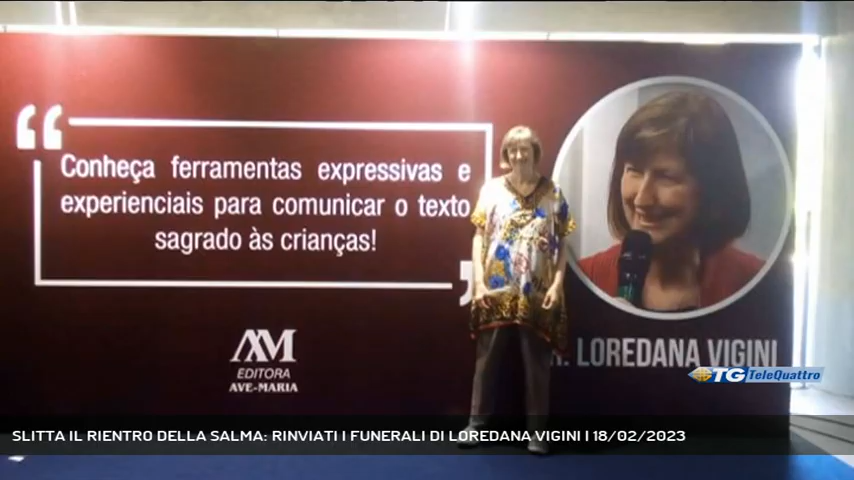 Conheça ferramentas expressivas e
experienciais para comunicar o texto
sagrado às crianças!
AM
EDITORA
AVE-MARIA
LOREDANA VIGINI
TG TeleQuattro
SLITTA IL RIENTRO DELLA SALMA: RINVIATI I FUNERALI DI LOREDANA VIGINI | 18/02/2023